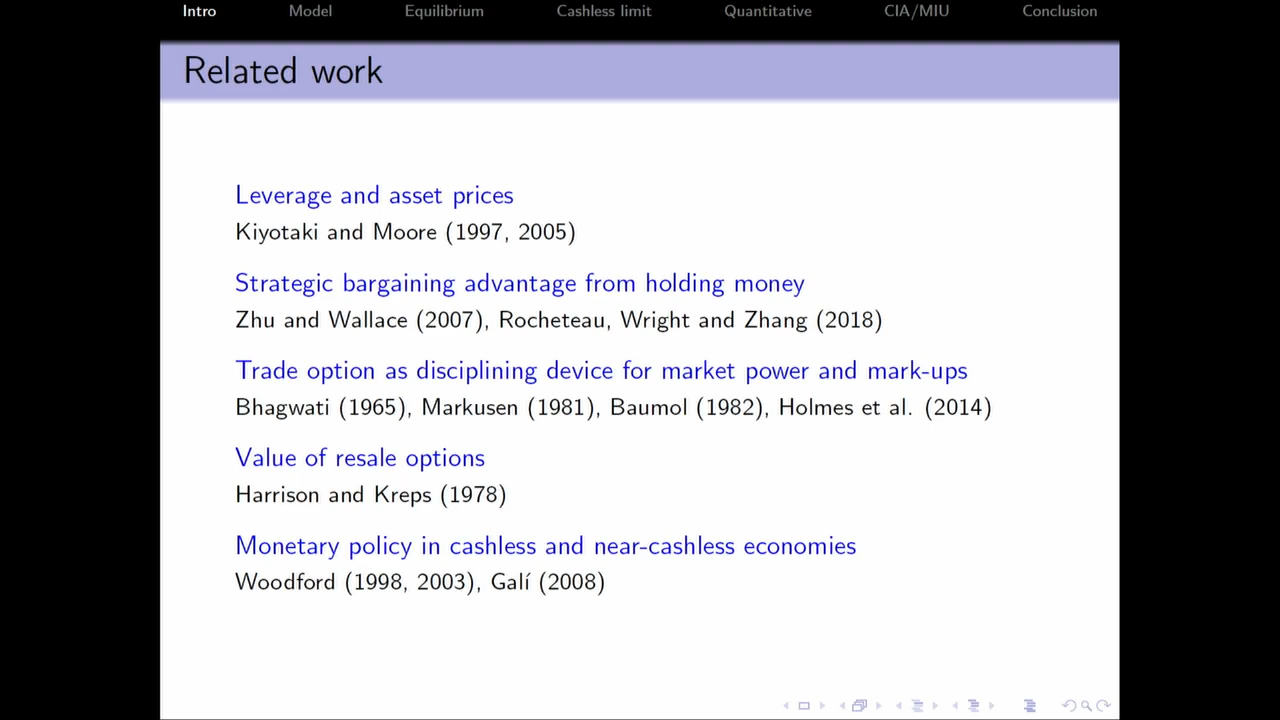 Intro Model Equilibrium Cashless limit Quantitative CIA/MIU Conclusion
Related work
Leverage and asset prices
Kiyotaki and Moore (1997, 2005)
Strategic bargaining advantage from holding money
Zhu and Wallace (2007), Rocheteau, Wright and Zhang (2018)
Trade option as disciplining device for market power and mark-ups
Bhagwati (1965), Markusen (1981), Baumol (1982), Holmes et al. (2014)
Value of resale options
Harrison and Kreps (1978)
Monetary policy in cashless and near-cashless economies
Woodford (1998, 2003), Galí (2008)